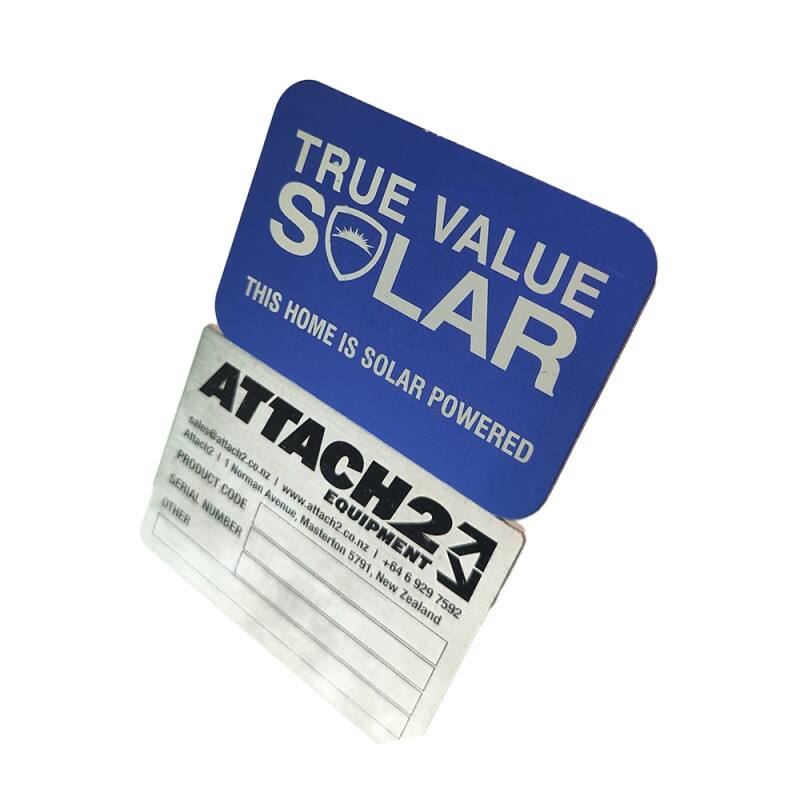 TRUE VALUE
SOLAR
THIS HOME IS SOLAR POWERED
ATTACH2
EQUIPMENT
sales@attach2.co.nz | www.attach2.co.nz | +64 6 929 7592
Attach2 | 1 Norman Avenue, Masterton 5791, New Zealand
PRODUCT CODE
SERIAL NUMBER
OTHER